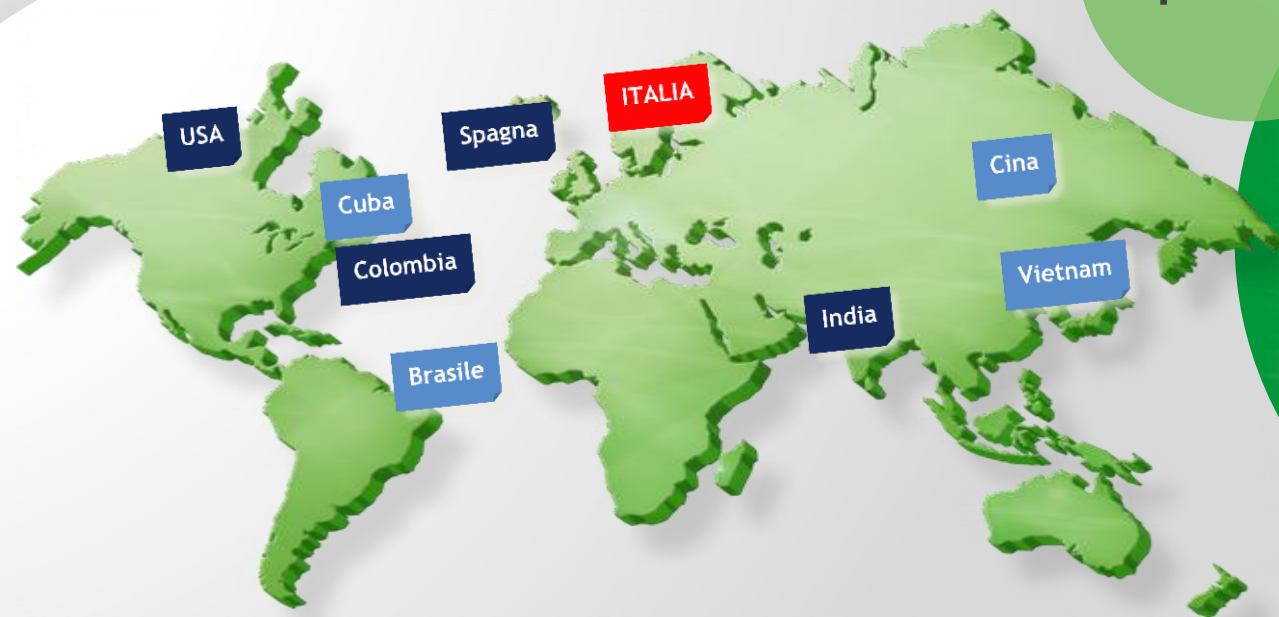 ITALIA
USA
Spagna
Cina
Cuba
Colombia
Vietnam
India
Brasile